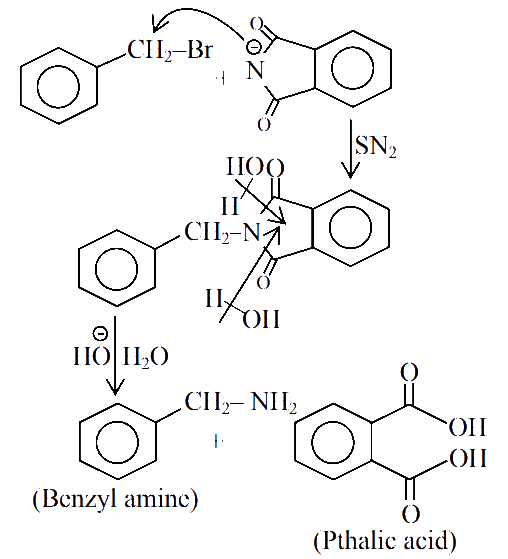 O
⊖
CH₂–Br + N
O
SN₂
HO O
H
CH₂–N
O
H
OH
⊖
HO H₂O
CH₂–NH₂ + O
OH
OH
O
(Benzyl amine)
(Pthalic acid)